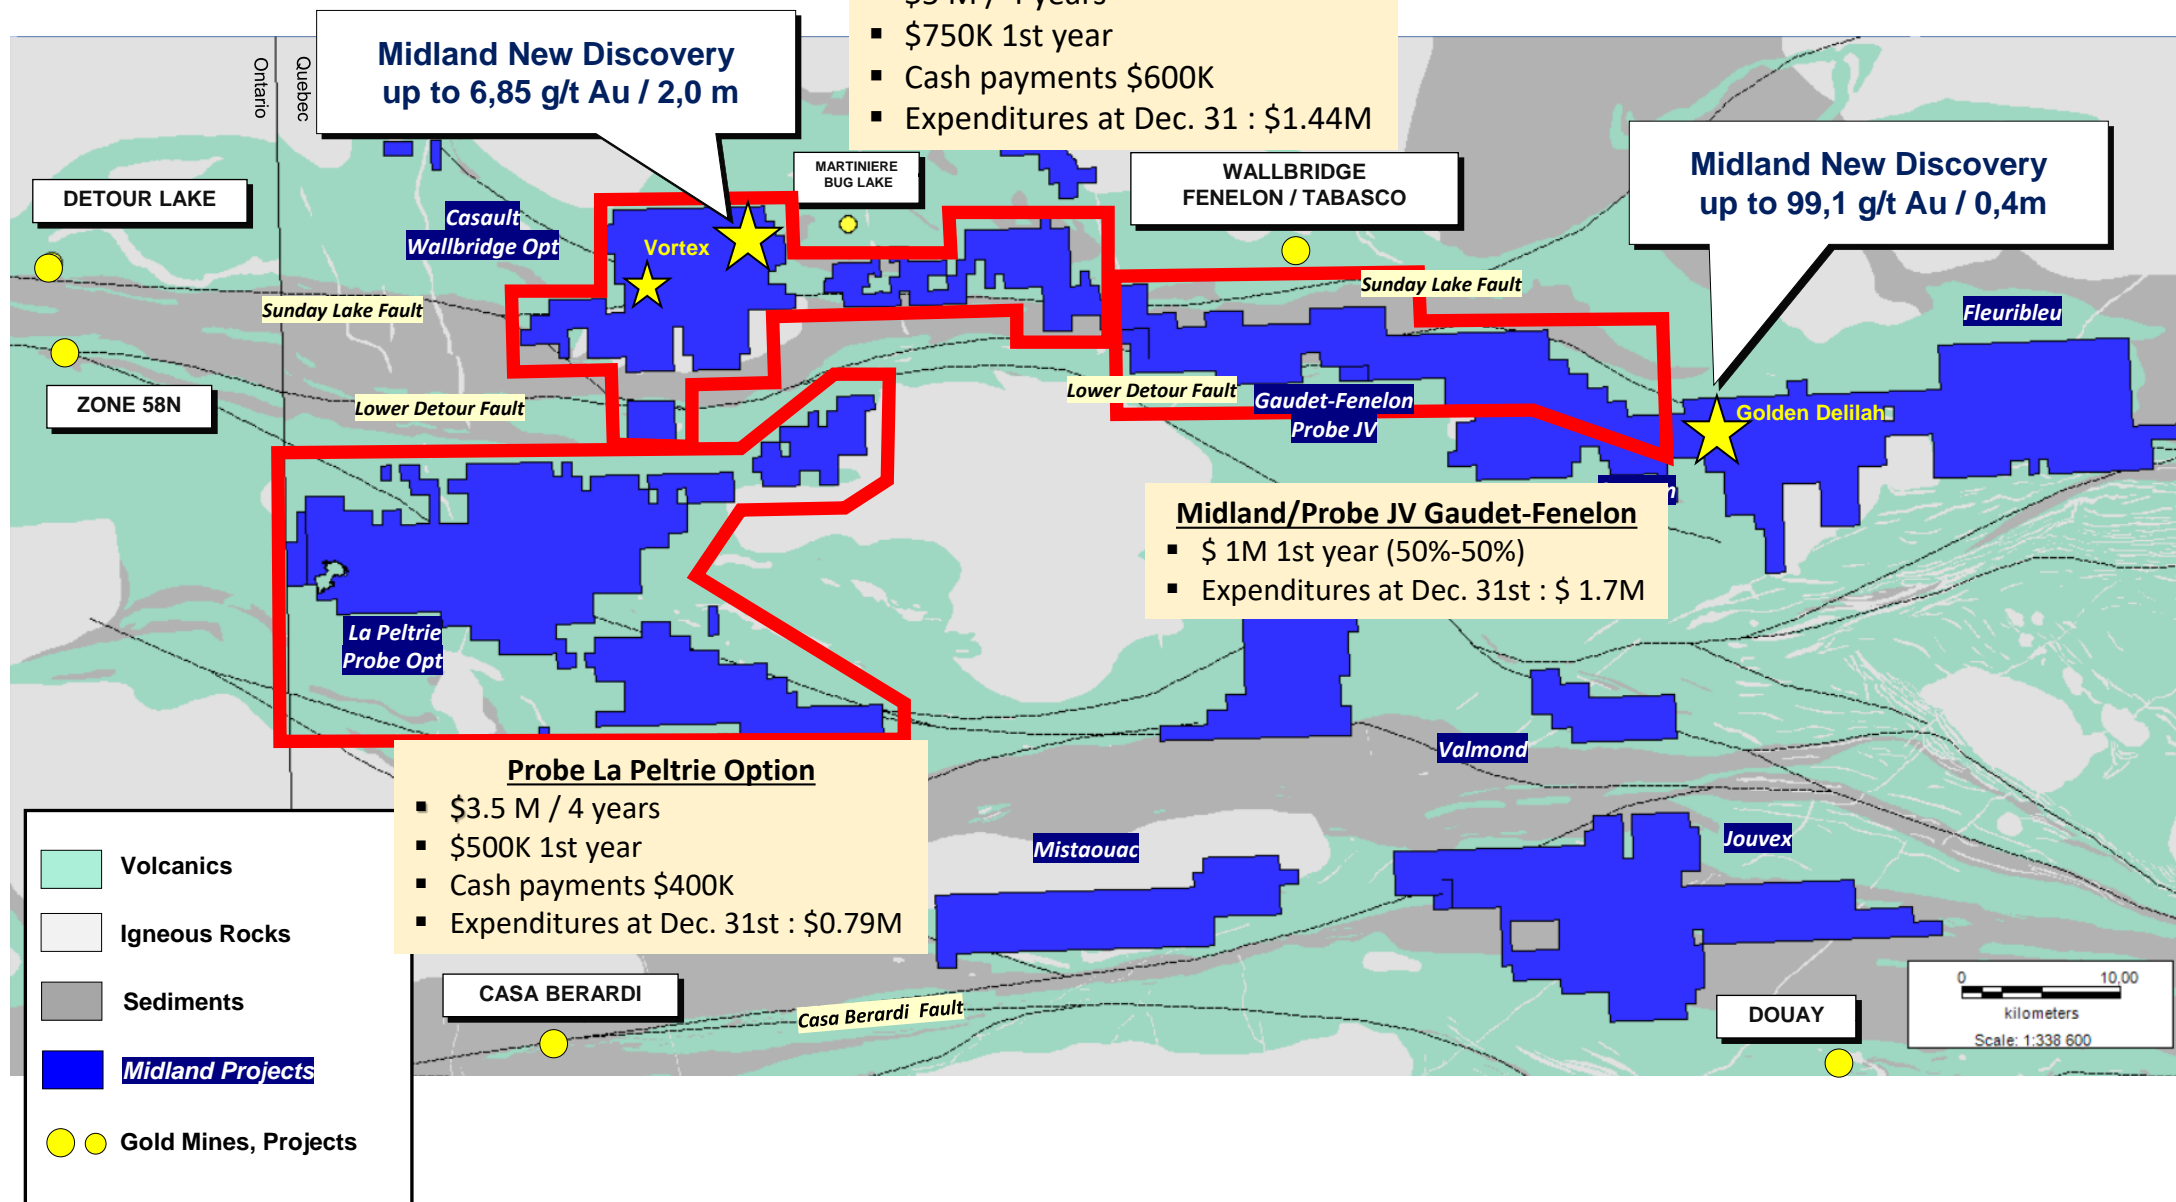 $750K 1st year
Cash payments $600K
Expenditures at Dec. 31 : $1.44M
Midland New Discovery
up to 6,85 g/t Au / 2,0 m
Ontario
Quebec
Midland New Discovery
up to 99,1 g/t Au / 0,4m
DETOUR LAKE
MARTINIERE
BUG LAKE
WALLBRIDGE
FENELON / TABASCO
Casault
Wallbridge Opt
Vortex
Sunday Lake Fault
Sunday Lake Fault
Fleuribleu
ZONE 58N
Lower Detour Fault
Lower Detour Fault
Gaudet-Fenelon
Probe JV
Golden Delilah
Midland/Probe JV Gaudet-Fenelon
$ 1M 1st year (50%-50%)
Expenditures at Dec. 31st : $ 1.7M
La Peltrie
Probe Opt
Valmond
Probe La Peltrie Option
$3.5 M / 4 years
$500K 1st year
Cash payments $400K
Expenditures at Dec. 31st : $0.79M
Mistaouac
Jouvex
CASA BERARDI
Casa Berardi Fault
DOUAY
0 10,00
kilometers
Scale: 1:338 600
Volcanics
Igneous Rocks
Sediments
Midland Projects
Gold Mines, Projects